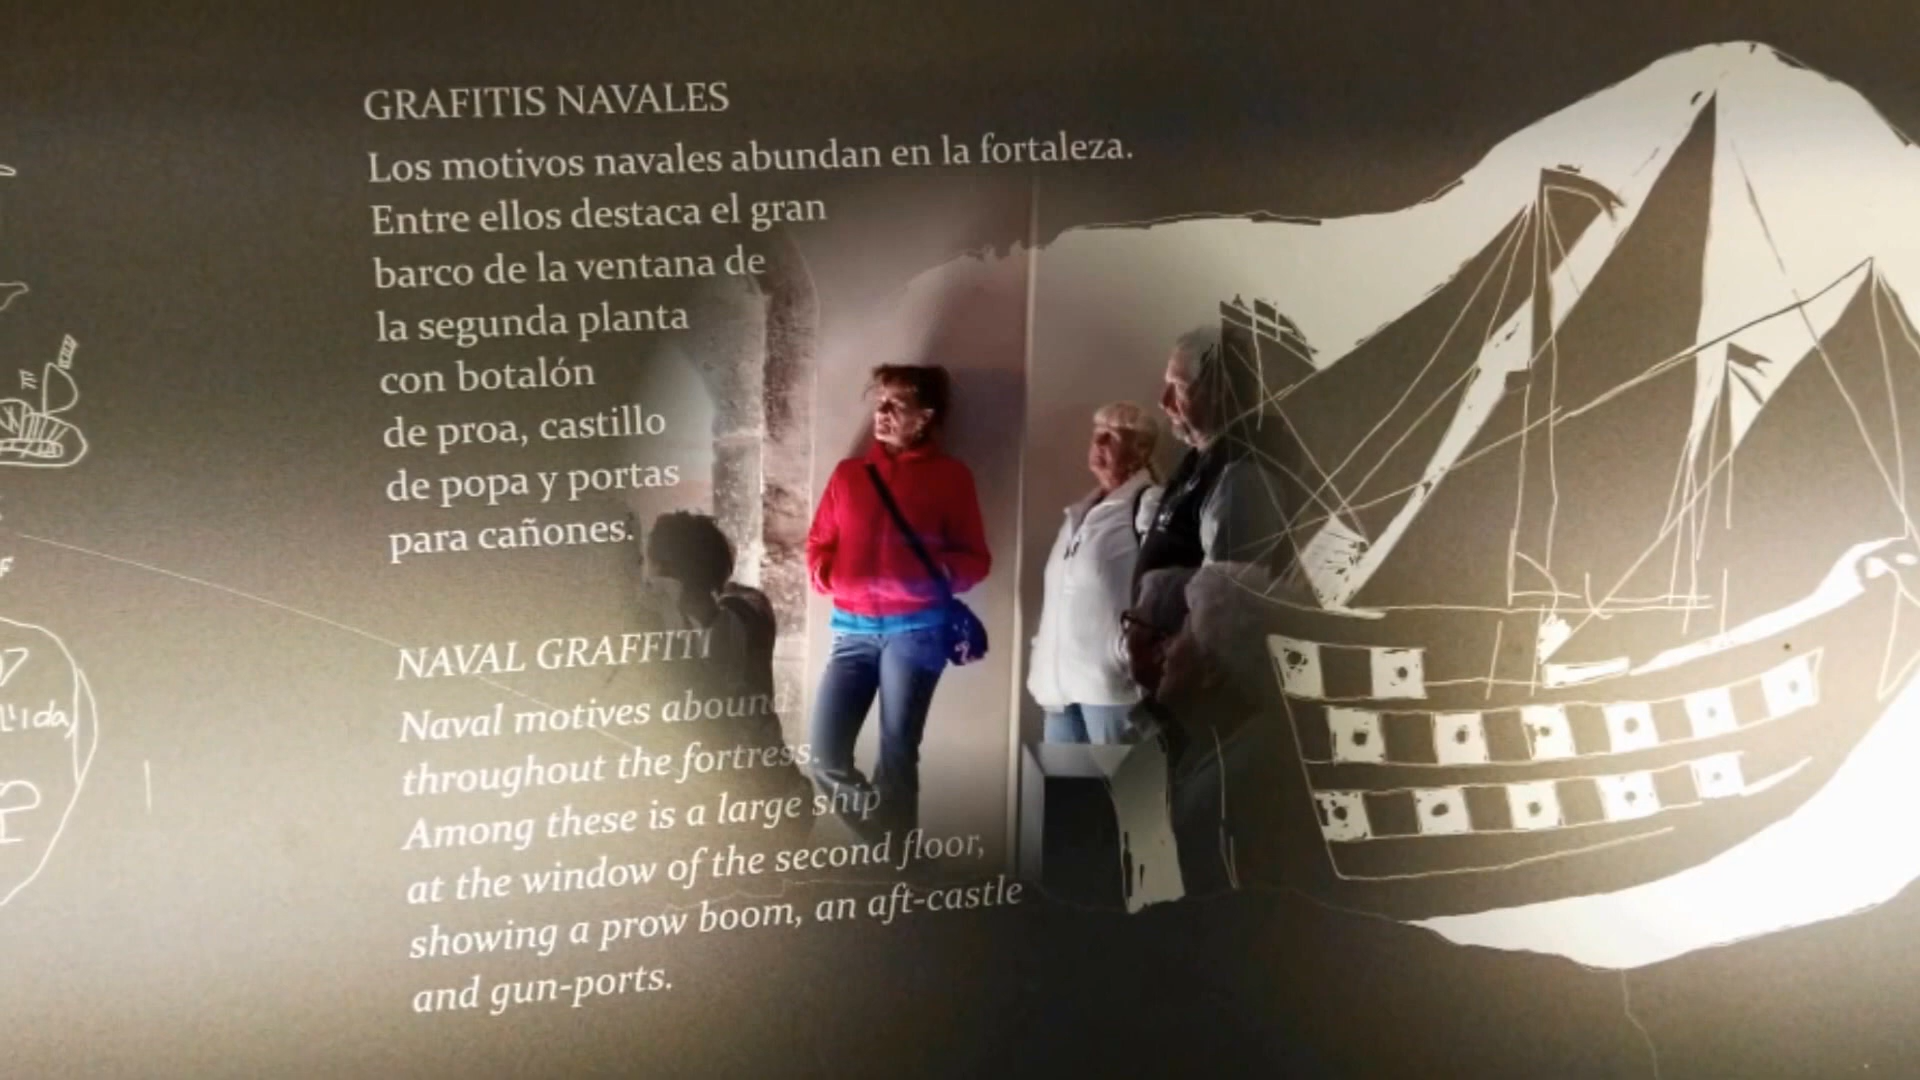 GRAFITIS NAVALES
Los motivos navales abundan en la fortaleza.
Entre ellos destaca el gran
barco de la ventana de
la segunda planta
con botalón
de proa, castillo
de popa y portas
para cañones.
NAVAL GRAFFITI
Naval motives abound
throughout the fortress.
Among these is a large ship
at the window of the second floor,
showing a prow boom, an aft-castle
and gun-ports.